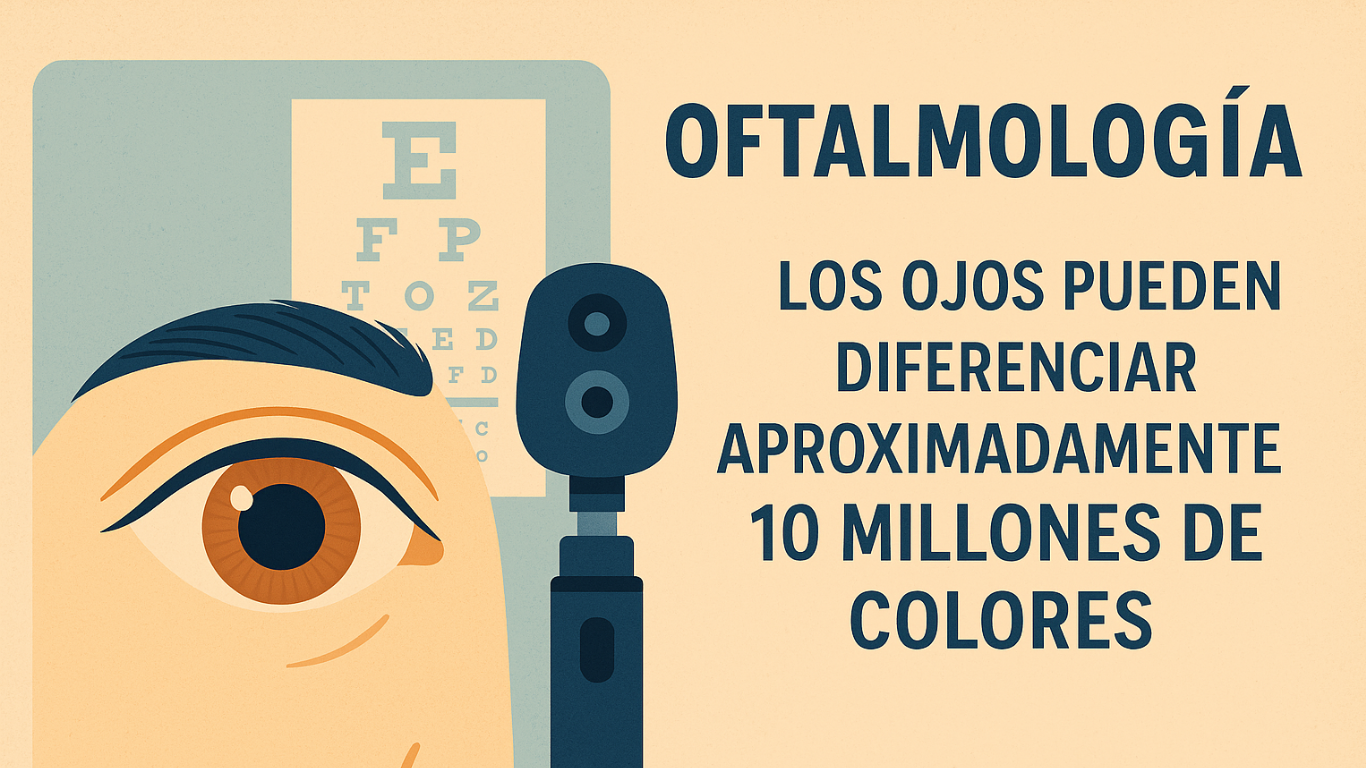 E
F P
T O Z
E D
F D
C
O
OFTALMOLOGÍA
LOS OJOS PUEDEN
DIFERENCIAR
APROXIMADAMENTE
10 MILLONES DE
COLORES